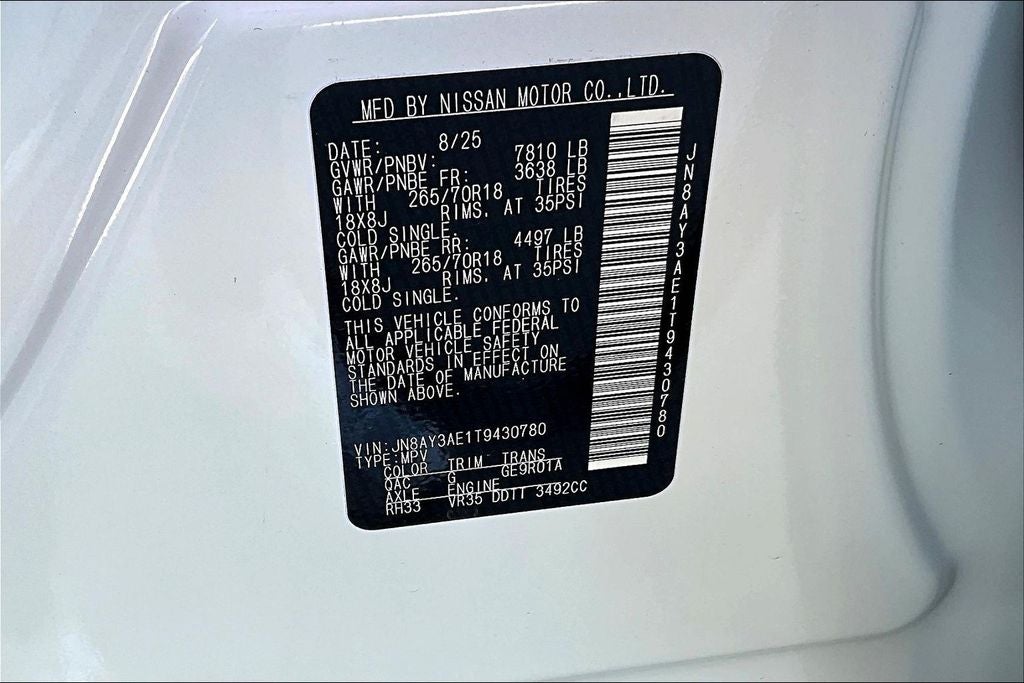 MFD BY NISSAN MOTOR CO.,LTD.
DATE: 8/25
GVWR/PNBV: 7810 LB
GAWR/PNBE FR: 3638 LB
WITH 265/70R18 TIRES
18X8J RIMS, AT 35PSI
COLD SINGLE.
GAWR/PNBE RR: 4497 LB
WITH 265/70R18 TIRES
18X8J RIMS, AT 35PSI
COLD SINGLE.
THIS VEHICLE CONFORMS TO
ALL APPLICABLE FEDERAL
MOTOR VEHICLE SAFETY
STANDARDS IN EFFECT ON
THE DATE OF MANUFACTURE
SHOWN ABOVE.
VIN:JN8AY3AE1T9430780
TYPE:MPV
COLOR TRIM TRANS
QAC G GE9R01A
AXLE ENGINE
RH33 VR35 DDTT 3492CC
JN8AY3AE1T9430780